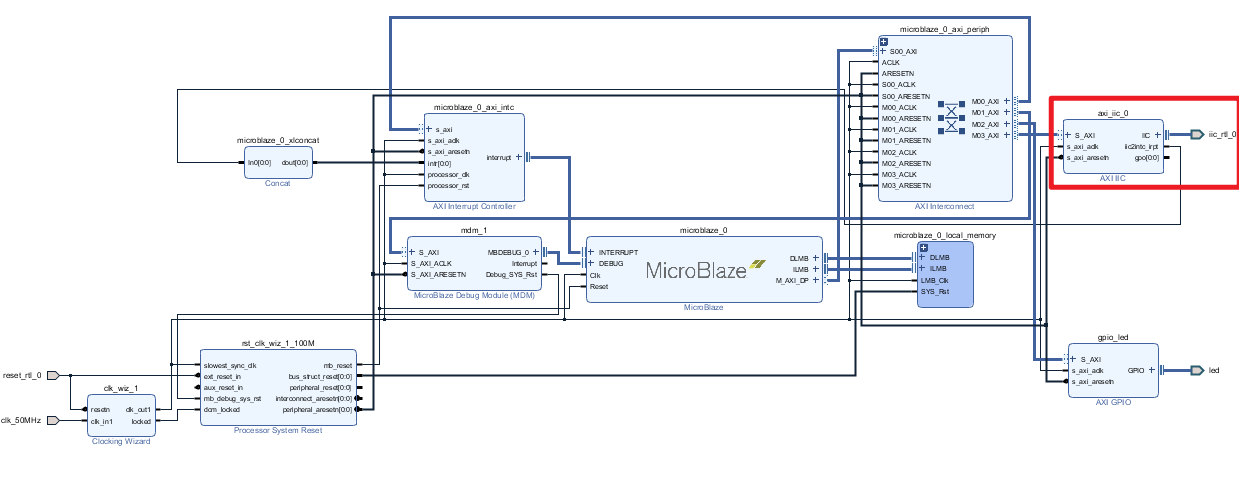 microblaze_0_axi_periph
S00_AXI
ACLK
ARESETN
S00_ACLK
S00_ARESETN
M00_ACLK
M00_ARESETN
M01_ACLK
M01_ARESETN
M02_ACLK
M02_ARESETN
M03_ACLK
M03_ARESETN
M00_AXI
M01_AXI
M02_AXI
M03_AXI
AXI Interconnect
microblaze_0_axi_intc
s_axi
s_axi_aclk
s_axi_aresetn
intr[0:0]
processor_clk
processor_rst
interrupt
AXI Interrupt Controller
microblaze_0_xlconcat
In0[0:0]
dout[0:0]
Concat
axi_iic_0
S_AXI
s_axi_aclk
s_axi_aresetn
IIC
iic2intc_irpt
gpo[0:0]
AXI IIC
iic_rtl_0
mdm_1
S_AXI
S_AXI_ACLK
S_AXI_ARESETN
MBDEBUG_0
Interrupt
Debug_SYS_Rst
MicroBlaze Debug Module (MDM)
microblaze_0
INTERRUPT
DEBUG
Clk
Reset
MicroBlaze
DLMB
ILMB
M_AXI_DP
MicroBlaze
microblaze_0_local_memory
DLMB
ILMB
LMB_Clk
SYS_Rst
rst_clk_wiz_1_100M
slowest_sync_clk
ext_reset_in
aux_reset_in
mb_debug_sys_rst
dcm_locked
mb_reset
bus_struct_reset[0:0]
peripheral_reset[0:0]
interconnect_aresetn[0:0]
peripheral_aresetn[0:0]
Processor System Reset
reset_rtl_0
clk_50MHz
clk_wiz_1
resetn
clk_in1
clk_out1
locked
Clocking Wizard
gpio_led
S_AXI
s_axi_aclk
s_axi_aresetn
GPIO
AXI GPIO
led